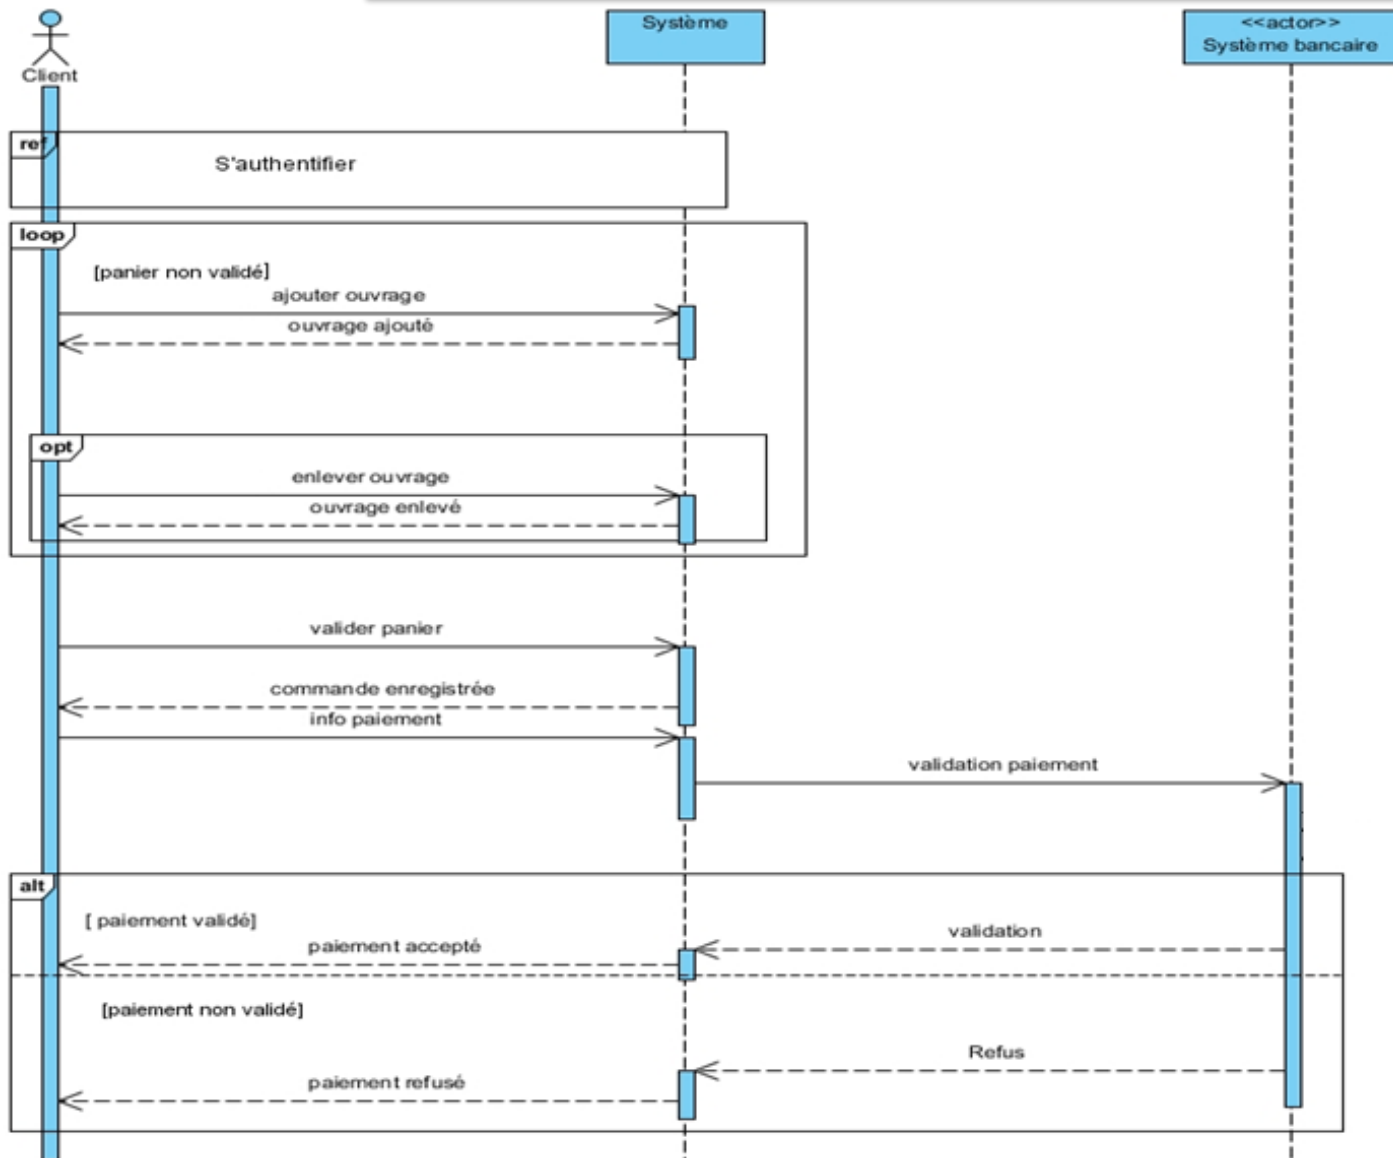 Système
<<actor>>
Système bancaire
Client
ref
S'authentifier
loop
[panier non validé]
ajouter ouvrage
ouvrage ajouté
opt
enlever ouvrage
ouvrage enlevé
valider panier
commande enregistrée
info paiement
validation paiement
alt
[ paiement validé]
validation
paiement accepté
[paiement non validé]
Refus
paiement refusé